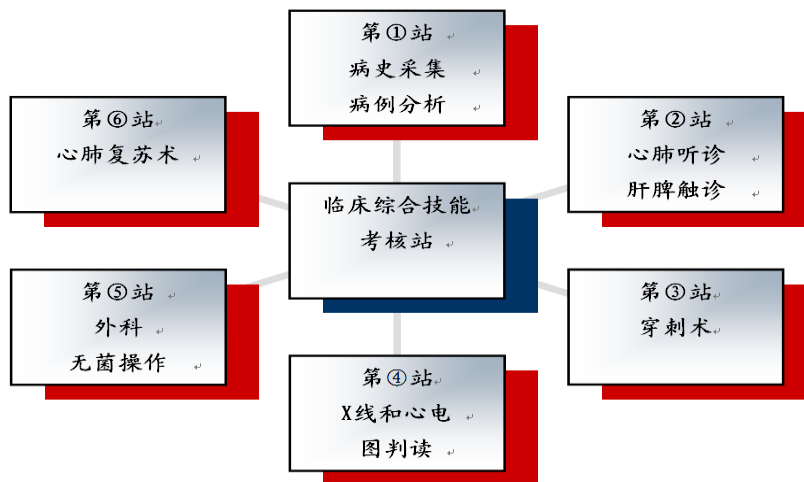 第①站
病史采集
病例分析
第②站
心肺听诊
肝脾触诊
第③站
穿刺术
第④站
X线和心电
图判读
第⑤站
外科
无菌操作
第⑥站
心肺复苏术
临床综合技能
考核站